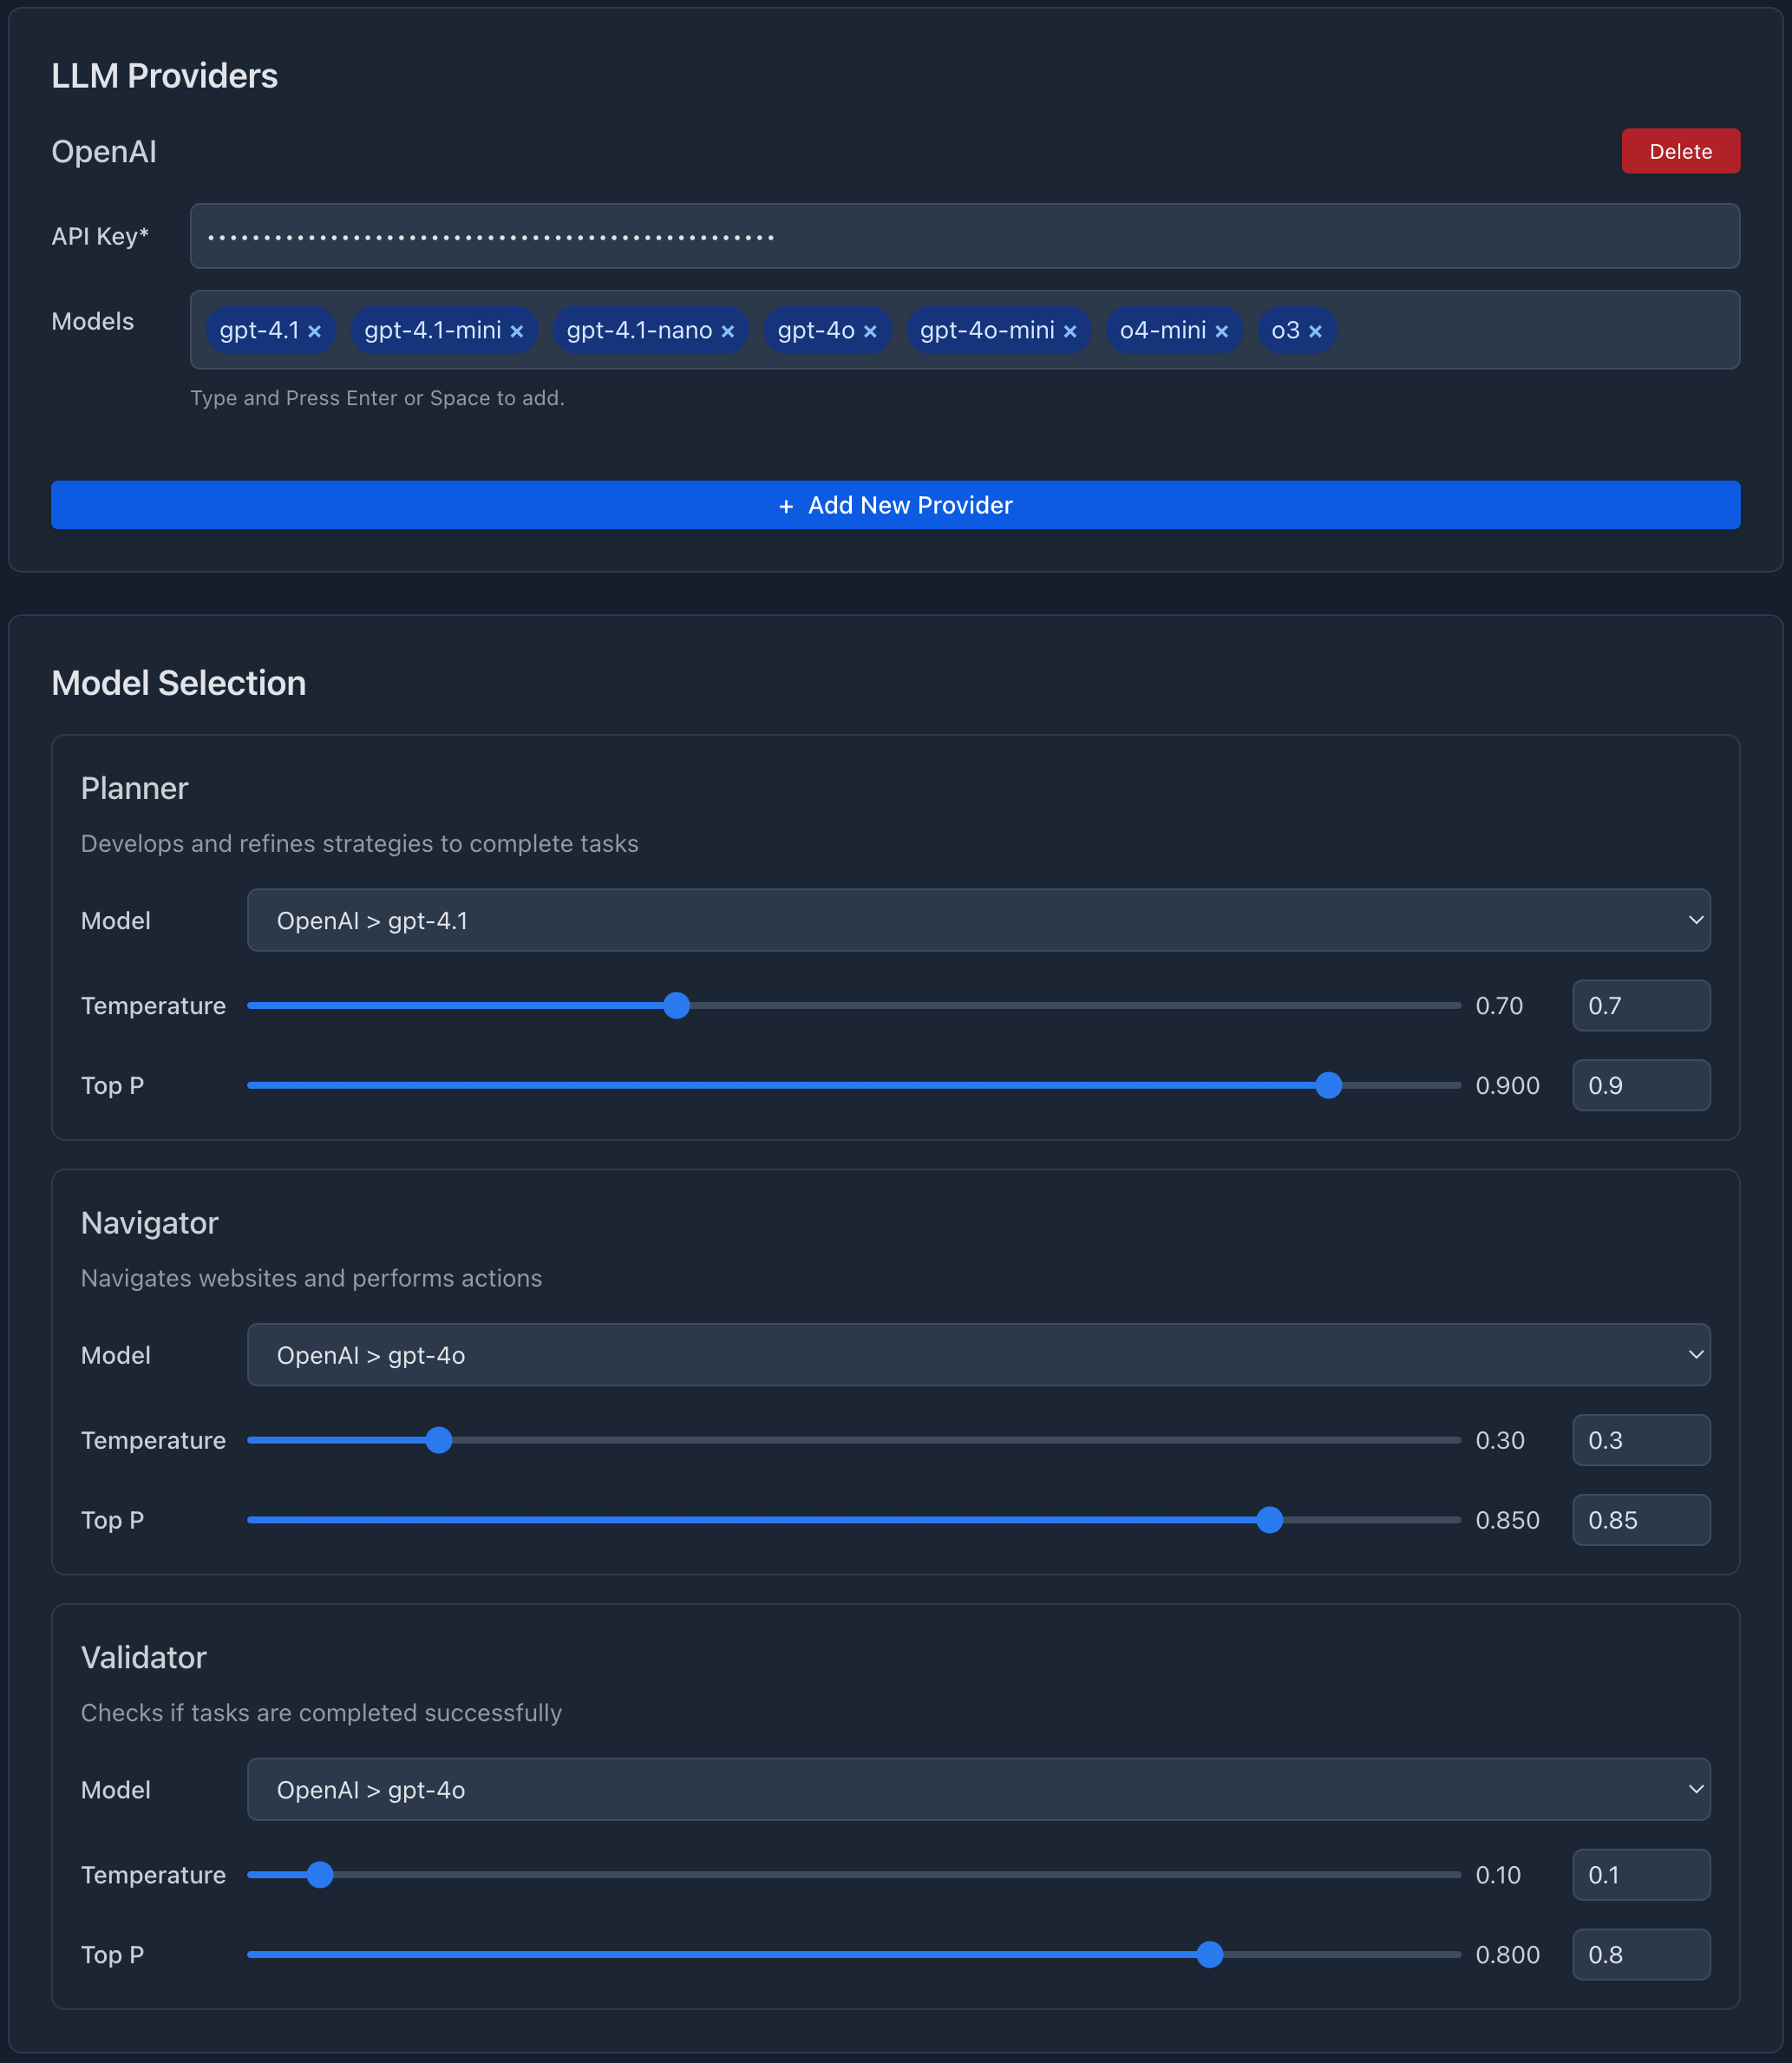 LLM Providers
OpenAI
Delete
API Key*
••••••••••••••••••••••••••••••••••••••••••••••••••••
Models
gpt-4.1 × gpt-4.1-mini × gpt-4.1-nano × gpt-4o × gpt-4o-mini × o4-mini × o3 ×
Type and Press Enter or Space to add.
+ Add New Provider
Model Selection
Planner
Develops and refines strategies to complete tasks
Model OpenAI > gpt-4.1
Temperature 0.70 0.7
Top P 0.900 0.9
Navigator
Navigates websites and performs actions
Model OpenAI > gpt-4o
Temperature 0.30 0.3
Top P 0.850 0.85
Validator
Checks if tasks are completed successfully
Model OpenAI > gpt-4o
Temperature 0.10 0.1
Top P 0.800 0.8